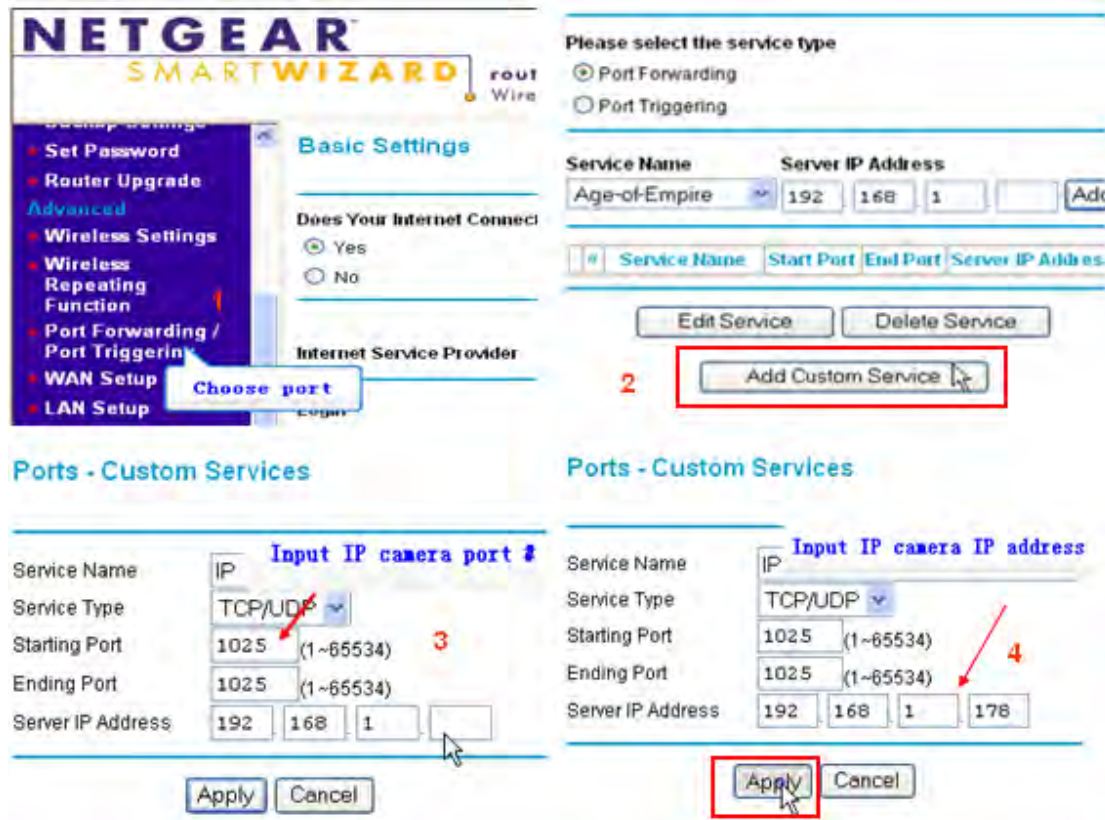 NETGEAR
SMARTWIZARD
rout
Wire
Backup Settings
Set Password
Router Upgrade
Advanced
Wireless Settings
Wireless
Repeating
Function
1
Port Forwarding /
Port Triggering
WAN Setup
LAN Setup
Choose port
Basic Settings
Does Your Internet Connect
Yes
No
Internet Service Provider
Login
Please select the service type
Port Forwarding
Port Triggering
Service Name Server IP Address
Age-of-Empire 192 . 168 . 1 . Add
# Service Name Start Port End Port Server IP Addres
Edit Service Delete Service
2 Add Custom Service
Ports - Custom Services
Input IP camera port #
Service Name IP
Service Type TCP/UDP
Starting Port 1025 (1~65534) 3
Ending Port 1025 (1~65534)
Server IP Address 192 . 168 . 1 .
Apply Cancel
Ports - Custom Services
Input IP camera IP address
Service Name IP
Service Type TCP/UDP
Starting Port 1025 (1~65534) 4
Ending Port 1025 (1~65534)
Server IP Address 192 . 168 . 1 . 178
Apply Cancel